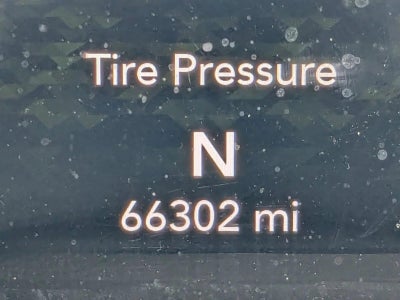 Tire Pressure
N
66302 mi